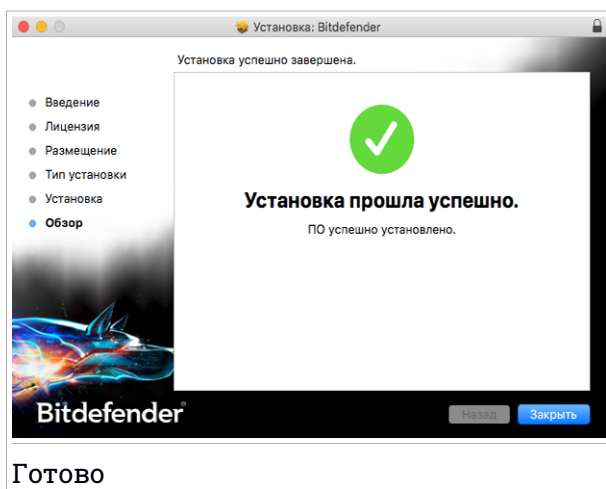 Установка: Bitdefender
Установка успешно завершена.
Введение
Лицензия
Размещение
Тип установки
Установка
Обзор
Установка прошла успешно.
ПО успешно установлено.
Bitdefender
Назад
Закрыть
Готово